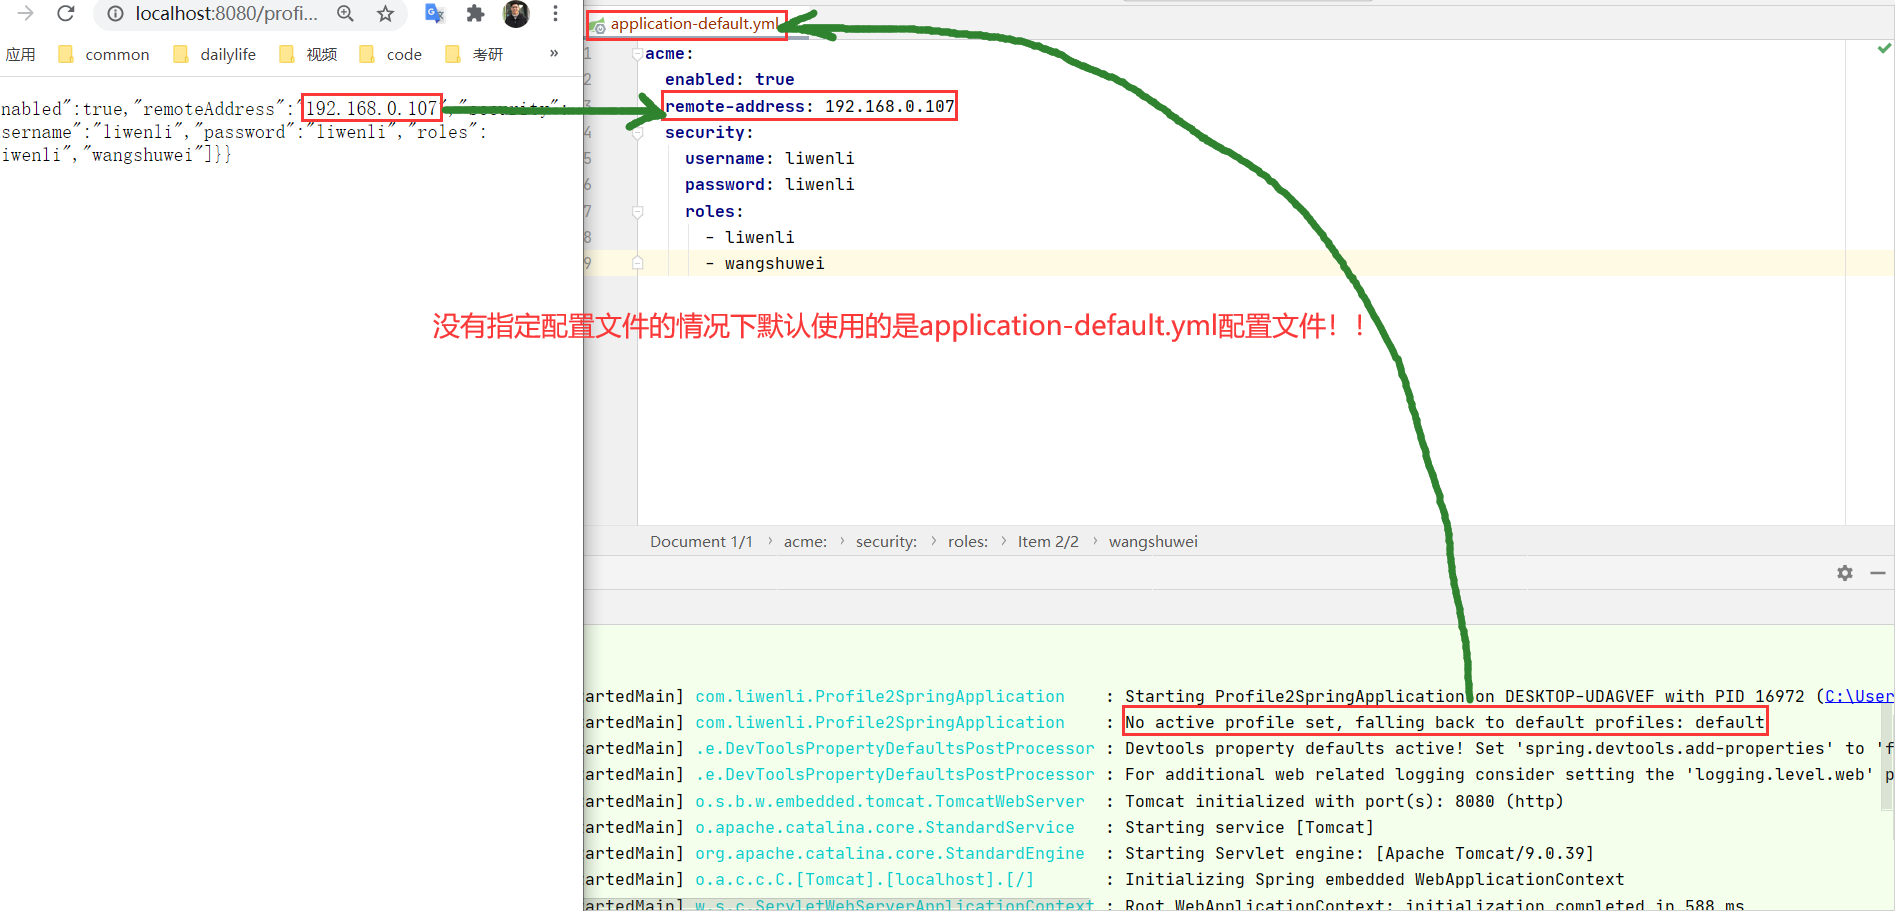 localhost:8080/profi...
应用 common dailylife 视频 code 考研 »
nabled":true,"remoteAddress":"192.168.0.107","security":
sername":"liwenli","password":"liwenli","roles":
iwenli","wangshuwei"]}}
application-default.yml
1 acme:
2 enabled: true
3 remote-address: 192.168.0.107
4 security:
5 username: liwenli
6 password: liwenli
7 roles:
8 - liwenli
9 - wangshuwei
没有指定配置文件的情况下默认使用的是application-default.yml配置文件！！
Document 1/1 › acme: › security: › roles: › Item 2/2 › wangshuwei
artedMain] com.liwenli.Profile2SpringApplication : Starting Profile2SpringApplication on DESKTOP-UDAGVEF with PID 16972 (C:\User
artedMain] com.liwenli.Profile2SpringApplication : No active profile set, falling back to default profiles: default
artedMain] .e.DevToolsPropertyDefaultsPostProcessor : Devtools property defaults active! Set 'spring.devtools.add-properties' to 'f
artedMain] .e.DevToolsPropertyDefaultsPostProcessor : For additional web related logging consider setting the 'logging.level.web' p
artedMain] o.s.b.w.embedded.tomcat.TomcatWebServer : Tomcat initialized with port(s): 8080 (http)
artedMain] o.apache.catalina.core.StandardService : Starting service [Tomcat]
artedMain] org.apache.catalina.core.StandardEngine : Starting Servlet engine: [Apache Tomcat/9.0.39]
artedMain] o.a.c.c.C.[Tomcat].[localhost].[/] : Initializing Spring embedded WebApplicationContext
artedMain] w.s.c.ServletWebServerApplicationContext : Root WebApplicationContext: initialization completed in 588 ms